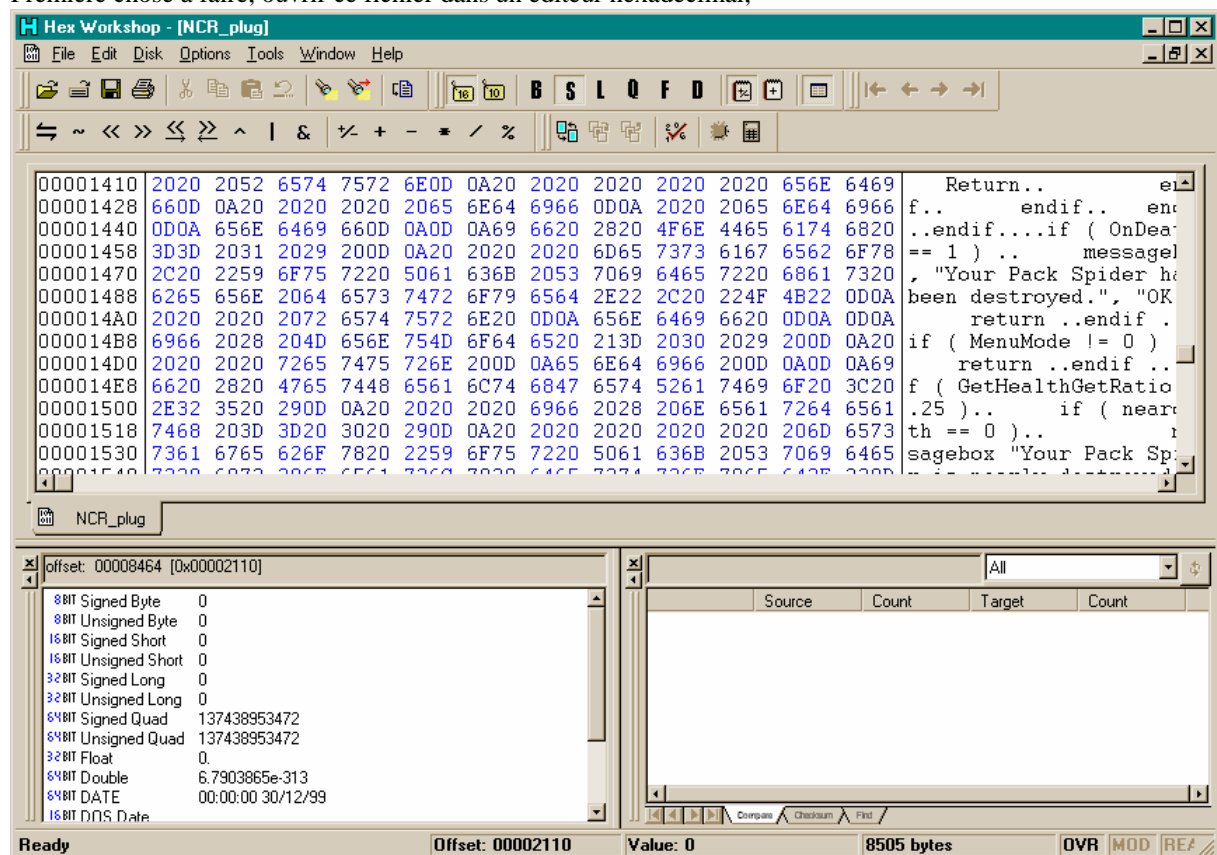 Première chose à faire, ouvrir ce fichier dans un éditeur hexadécimal,
Hex Workshop - [NCR_plug]
File Edit Disk Options Tools Window Help
16 10 B S L Q F D
00001410 2020 2052 6574 7572 6E0D 0A20 2020 2020 2020 2020 656E 6469 Return.. en
00001428 660D 0A20 2020 2020 2065 6E64 6966 0D0A 2020 2065 6E64 6966 f.. endif.. en
00001440 0D0A 656E 6469 660D 0A0D 0A69 6620 2820 4F6E 4465 6174 6820 ..endif....if ( OnDea
00001458 3D3D 2031 2029 200D 0A20 2020 2020 6D65 7373 6167 6562 6F78 == 1 ) .. message
00001470 2C20 2259 6F75 7220 5061 636B 2053 7069 6465 7220 6861 7320 , "Your Pack Spider ha
00001488 6265 656E 2064 6573 7472 6F79 6564 2E22 2C20 224F 4B22 0D0A been destroyed.", "OK
000014A0 2020 2020 2072 6574 7572 6E20 0D0A 656E 6469 6620 0D0A 0D0A return ..endif .
000014B8 6966 2028 204D 656E 754D 6F64 6520 213D 2030 2029 200D 0A20 if ( MenuMode != 0 )
000014D0 2020 2020 7265 7475 726E 200D 0A65 6E64 6966 200D 0A0D 0A69 return ..endif ..
000014E8 6620 2820 4765 7448 6561 6C74 6847 6574 5261 7469 6F20 3C20 f ( GetHealthGetRatio
00001500 2E32 3520 290D 0A20 2020 2020 6966 2028 206E 6561 7264 6561 .25 ).. if ( near
00001518 7468 203D 3D20 3020 290D 0A20 2020 2020 2020 2020 206D 6573 th == 0 )..
00001530 7361 6765 626F 7820 2259 6F75 7220 5061 636B 2053 7069 6465 sagebox "Your Pack Sp
NCR_plug
offset: 00008464 [0x00002110]
8BIT Signed Byte 0
8BIT Unsigned Byte 0
16BIT Signed Short 0
16BIT Unsigned Short 0
32BIT Signed Long 0
32BIT Unsigned Long 0
64BIT Signed Quad 137438953472
64BIT Unsigned Quad 137438953472
32BIT Float 0.
64BIT Double 6.7903865e-313
64BIT DATE 00:00:00 30/12/99
16BIT DOS Date
All
Source Count Target Count
Compare Checksum Find
Ready Offset: 00002110 Value: 0 8505 bytes OVR MOD REA